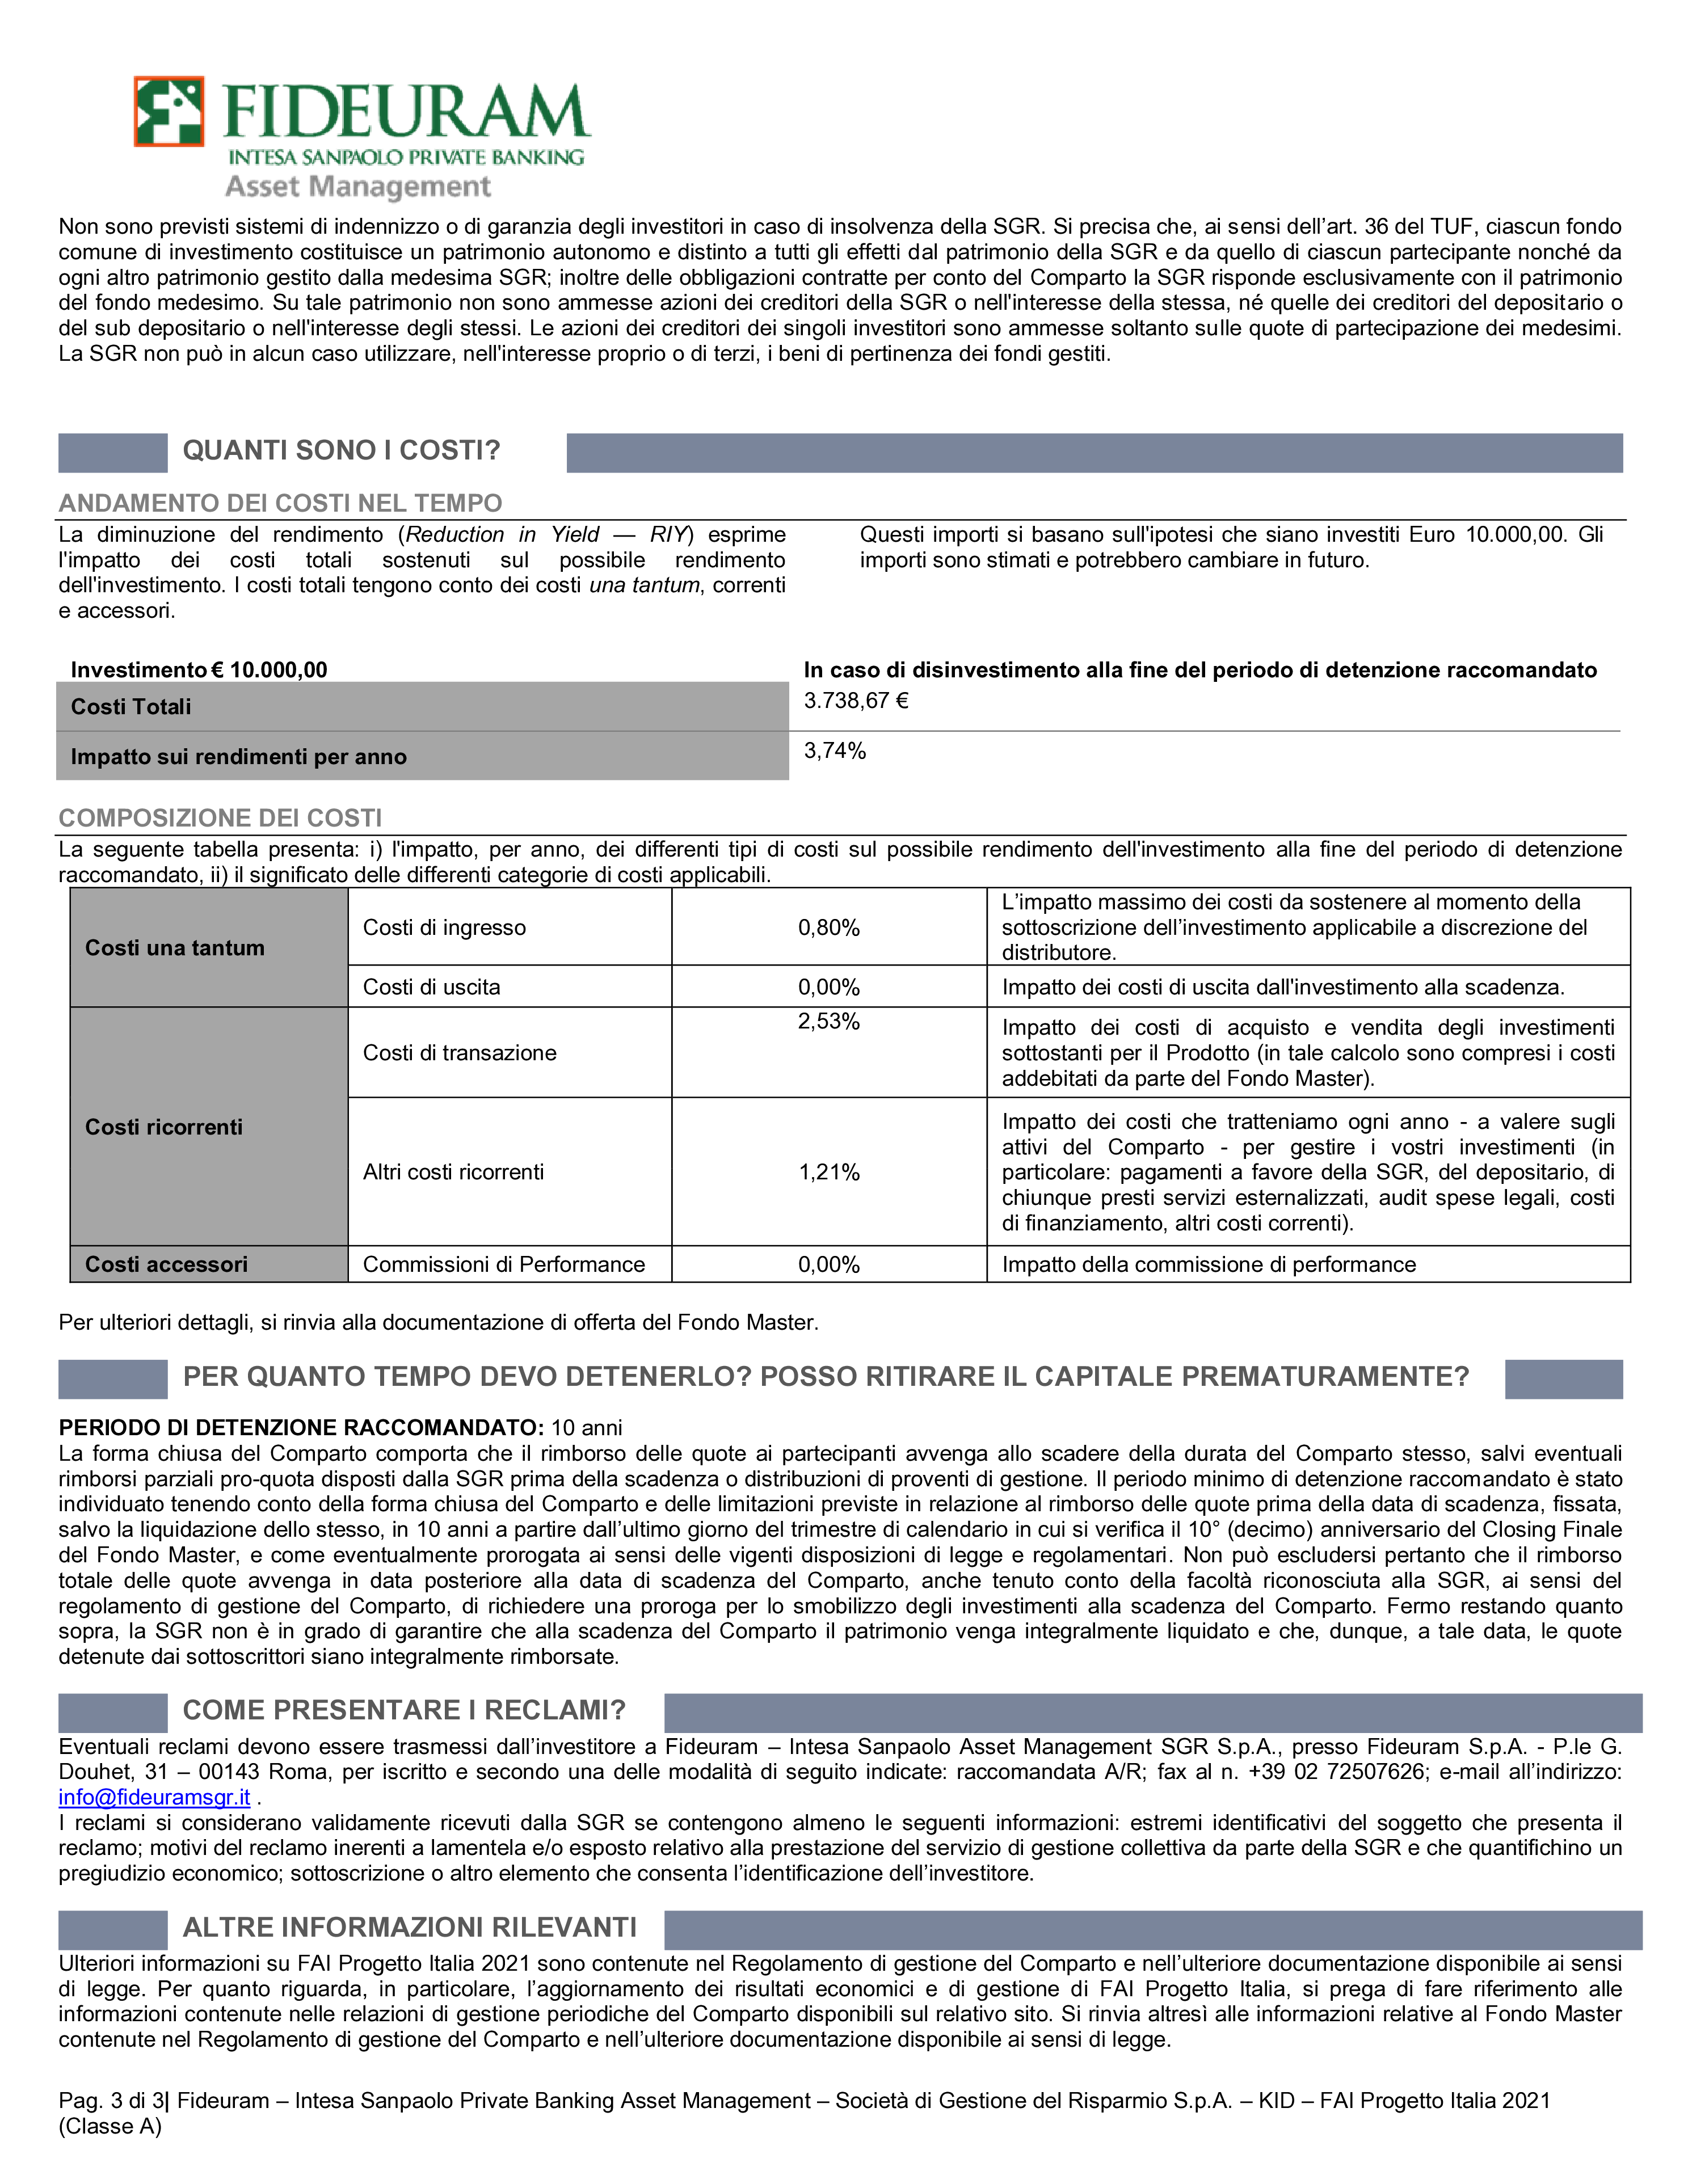 FIDEURAM
INTESA SANPAOLO PRIVATE BANKING
Asset Management
Non sono previsti sistemi di indennizzo o di garanzia degli investitori in caso di insolvenza della SGR. Si precisa che, ai sensi dell’art. 36 del TUF, ciascun fondo
comune di investimento costituisce un patrimonio autonomo e distinto a tutti gli effetti dal patrimonio della SGR e da quello di ciascun partecipante nonché da
ogni altro patrimonio gestito dalla medesima SGR; inoltre delle obbligazioni contratte per conto del Comparto la SGR risponde esclusivamente con il patrimonio
del fondo medesimo. Su tale patrimonio non sono ammesse azioni dei creditori della SGR o nell'interesse della stessa, né quelle dei creditori del depositario o
del sub depositario o nell'interesse degli stessi. Le azioni dei creditori dei singoli investitori sono ammesse soltanto sulle quote di partecipazione dei medesimi.
La SGR non può in alcun caso utilizzare, nell'interesse proprio o di terzi, i beni di pertinenza dei fondi gestiti.
QUANTI SONO I COSTI?
ANDAMENTO DEI COSTI NEL TEMPO
La diminuzione del rendimento (Reduction in Yield — RIY) esprime
l'impatto dei costi totali sostenuti sul possibile rendimento
dell'investimento. I costi totali tengono conto dei costi una tantum, correnti
e accessori.
Questi importi si basano sull'ipotesi che siano investiti Euro 10.000,00. Gli
importi sono stimati e potrebbero cambiare in futuro.
Investimento € 10.000,00
In caso di disinvestimento alla fine del periodo di detenzione raccomandato
Costi Totali
3.738,67 €
Impatto sui rendimenti per anno
3,74%
COMPOSIZIONE DEI COSTI
La seguente tabella presenta: i) l'impatto, per anno, dei differenti tipi di costi sul possibile rendimento dell'investimento alla fine del periodo di detenzione
raccomandato, ii) il significato delle differenti categorie di costi applicabili.
Costi una tantum
Costi di ingresso
0,80%
L’impatto massimo dei costi da sostenere al momento della
sottoscrizione dell’investimento applicabile a discrezione del
distributore.
Costi di uscita
0,00%
Impatto dei costi di uscita dall'investimento alla scadenza.
Costi ricorrenti
Costi di transazione
2,53%
Impatto dei costi di acquisto e vendita degli investimenti
sottostanti per il Prodotto (in tale calcolo sono compresi i costi
addebitati da parte del Fondo Master).
Altri costi ricorrenti
1,21%
Impatto dei costi che tratteniamo ogni anno - a valere sugli
attivi del Comparto - per gestire i vostri investimenti (in
particolare: pagamenti a favore della SGR, del depositario, di
chiunque presti servizi esternalizzati, audit spese legali, costi
di finanziamento, altri costi correnti).
Costi accessori
Commissioni di Performance
0,00%
Impatto della commissione di performance
Per ulteriori dettagli, si rinvia alla documentazione di offerta del Fondo Master.
PER QUANTO TEMPO DEVO DETENERLO? POSSO RITIRARE IL CAPITALE PREMATURAMENTE?
PERIODO DI DETENZIONE RACCOMANDATO: 10 anni
La forma chiusa del Comparto comporta che il rimborso delle quote ai partecipanti avvenga allo scadere della durata del Comparto stesso, salvi eventuali
rimborsi parziali pro-quota disposti dalla SGR prima della scadenza o distribuzioni di proventi di gestione. Il periodo minimo di detenzione raccomandato è stato
individuato tenendo conto della forma chiusa del Comparto e delle limitazioni previste in relazione al rimborso delle quote prima della data di scadenza, fissata,
salvo la liquidazione dello stesso, in 10 anni a partire dall’ultimo giorno del trimestre di calendario in cui si verifica il 10° (decimo) anniversario del Closing Finale
del Fondo Master, e come eventualmente prorogata ai sensi delle vigenti disposizioni di legge e regolamentari. Non può escludersi pertanto che il rimborso
totale delle quote avvenga in data posteriore alla data di scadenza del Comparto, anche tenuto conto della facoltà riconosciuta alla SGR, ai sensi del
regolamento di gestione del Comparto, di richiedere una proroga per lo smobilizzo degli investimenti alla scadenza del Comparto. Fermo restando quanto
sopra, la SGR non è in grado di garantire che alla scadenza del Comparto il patrimonio venga integralmente liquidato e che, dunque, a tale data, le quote
detenute dai sottoscrittori siano integralmente rimborsate.
COME PRESENTARE I RECLAMI?
Eventuali reclami devono essere trasmessi dall’investitore a Fideuram – Intesa Sanpaolo Asset Management SGR S.p.A., presso Fideuram S.p.A. - P.le G.
Douhet, 31 – 00143 Roma, per iscritto e secondo una delle modalità di seguito indicate: raccomandata A/R; fax al n. +39 02 72507626; e-mail all’indirizzo:
info@fideuramsgr.it .
I reclami si considerano validamente ricevuti dalla SGR se contengono almeno le seguenti informazioni: estremi identificativi del soggetto che presenta il
reclamo; motivi del reclamo inerenti a lamentela e/o esposto relativo alla prestazione del servizio di gestione collettiva da parte della SGR e che quantifichino un
pregiudizio economico; sottoscrizione o altro elemento che consenta l’identificazione dell’investitore.
ALTRE INFORMAZIONI RILEVANTI
Ulteriori informazioni su FAI Progetto Italia 2021 sono contenute nel Regolamento di gestione del Comparto e nell’ulteriore documentazione disponibile ai sensi
di legge. Per quanto riguarda, in particolare, l’aggiornamento dei risultati economici e di gestione di FAI Progetto Italia, si prega di fare riferimento alle
informazioni contenute nelle relazioni di gestione periodiche del Comparto disponibili sul relativo sito. Si rinvia altresì alle informazioni relative al Fondo Master
contenute nel Regolamento di gestione del Comparto e nell’ulteriore documentazione disponibile ai sensi di legge.
Pag. 3 di 3| Fideuram – Intesa Sanpaolo Private Banking Asset Management – Società di Gestione del Risparmio S.p.A. – KID – FAI Progetto Italia 2021
(Classe A)